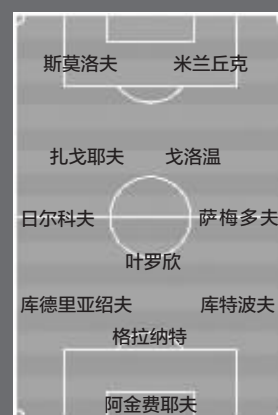 斯莫洛夫 米兰丘克
扎戈耶夫 戈洛温
日尔科夫 萨梅多夫
叶罗欣
库德里亚绍夫 库特波夫
格拉纳特
阿金费耶夫